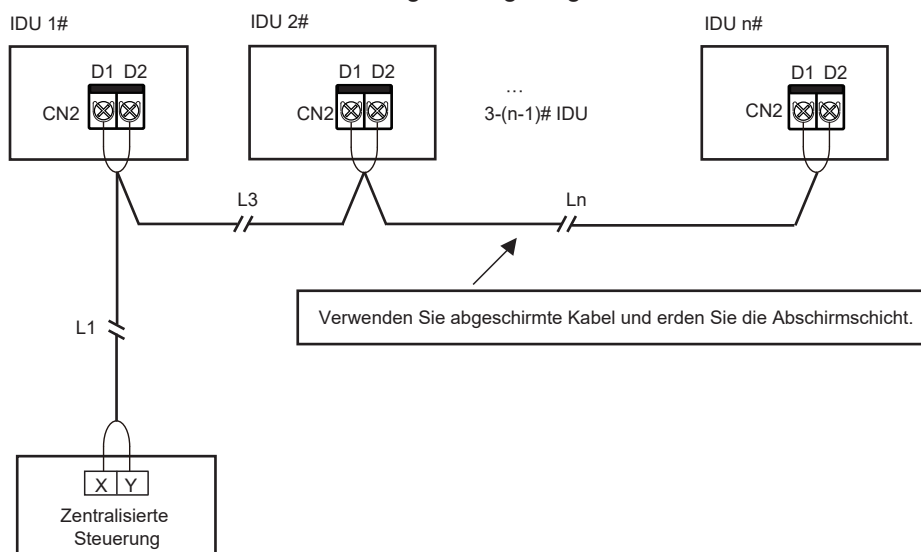 IDU 1#
IDU 2#
IDU n#
D1 D2
CN2
D1 D2
CN2
...
3-(n-1)# IDU
D1 D2
CN2
L3
Ln
L1
Verwenden Sie abgeschirmte Kabel und erden Sie die Abschirmschicht.
X Y
Zentralisierte
Steuerung